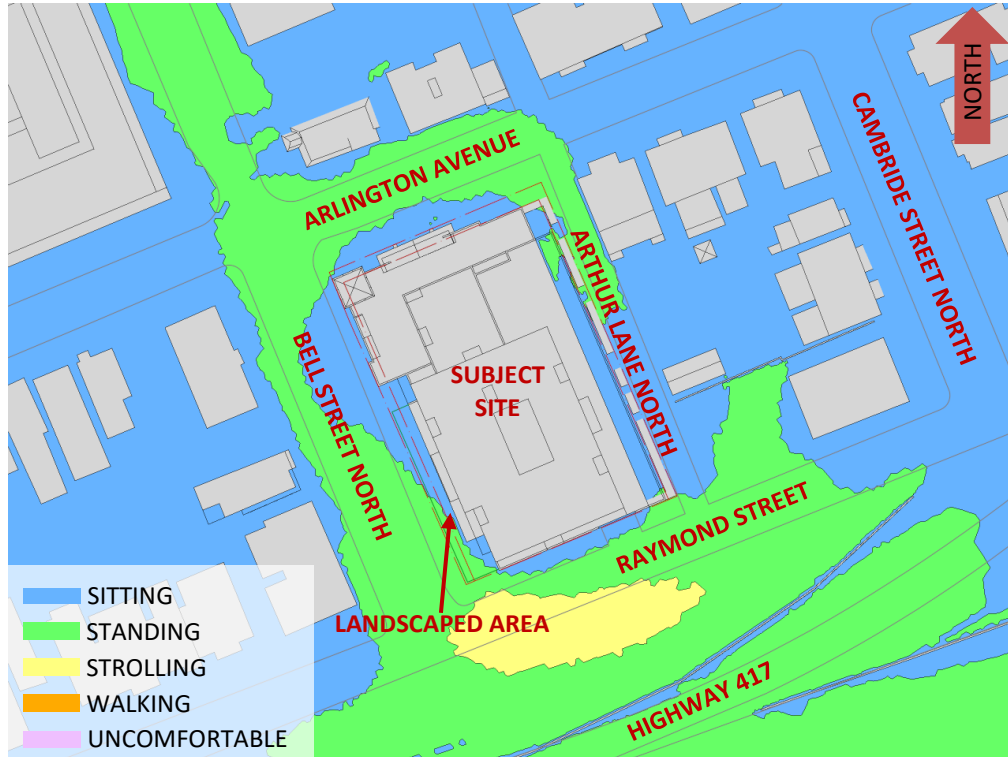 NORTH
CAMBRIDE STREET NORTH
ARLINGTON AVENUE
ARTHUR LANE NORTH
BELL STREET NORTH
SUBJECT
SITE
RAYMOND STREET
LANDSCAPED AREA
HIGHWAY 417
SITTING
STANDING
STROLLING
WALKING
UNCOMFORTABLE